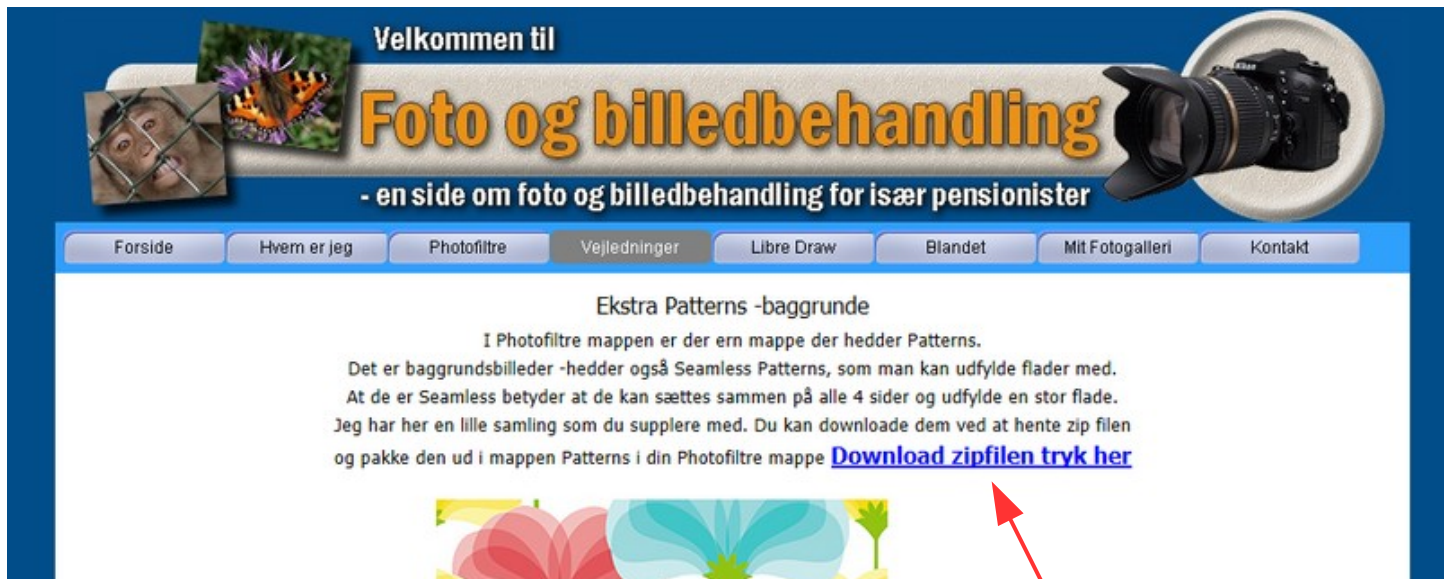 Velkommen til
Foto og billedbehandling
- en side om foto og billedbehandling for især pensionister
Forside
Hvem er jeg
Photofiltre
Vejledninger
Libre Draw
Blandet
Mit Fotogalleri
Kontakt
Ekstra Patterns -baggrunde
I Photofiltre mappen er der ern mappe der hedder Patterns.
Det er baggrundsbilleder -hedder også Seamless Patterns, som man kan udfylde flader med.
At de er Seamless betyder at de kan sættes sammen på alle 4 sider og udfylde en stor flade.
Jeg har her en lille samling som du supplere med. Du kan downloade dem ved at hente zip filen
og pakke den ud i mappen Patterns i din Photofiltre mappe Download zipfilen tryk her
Nikon